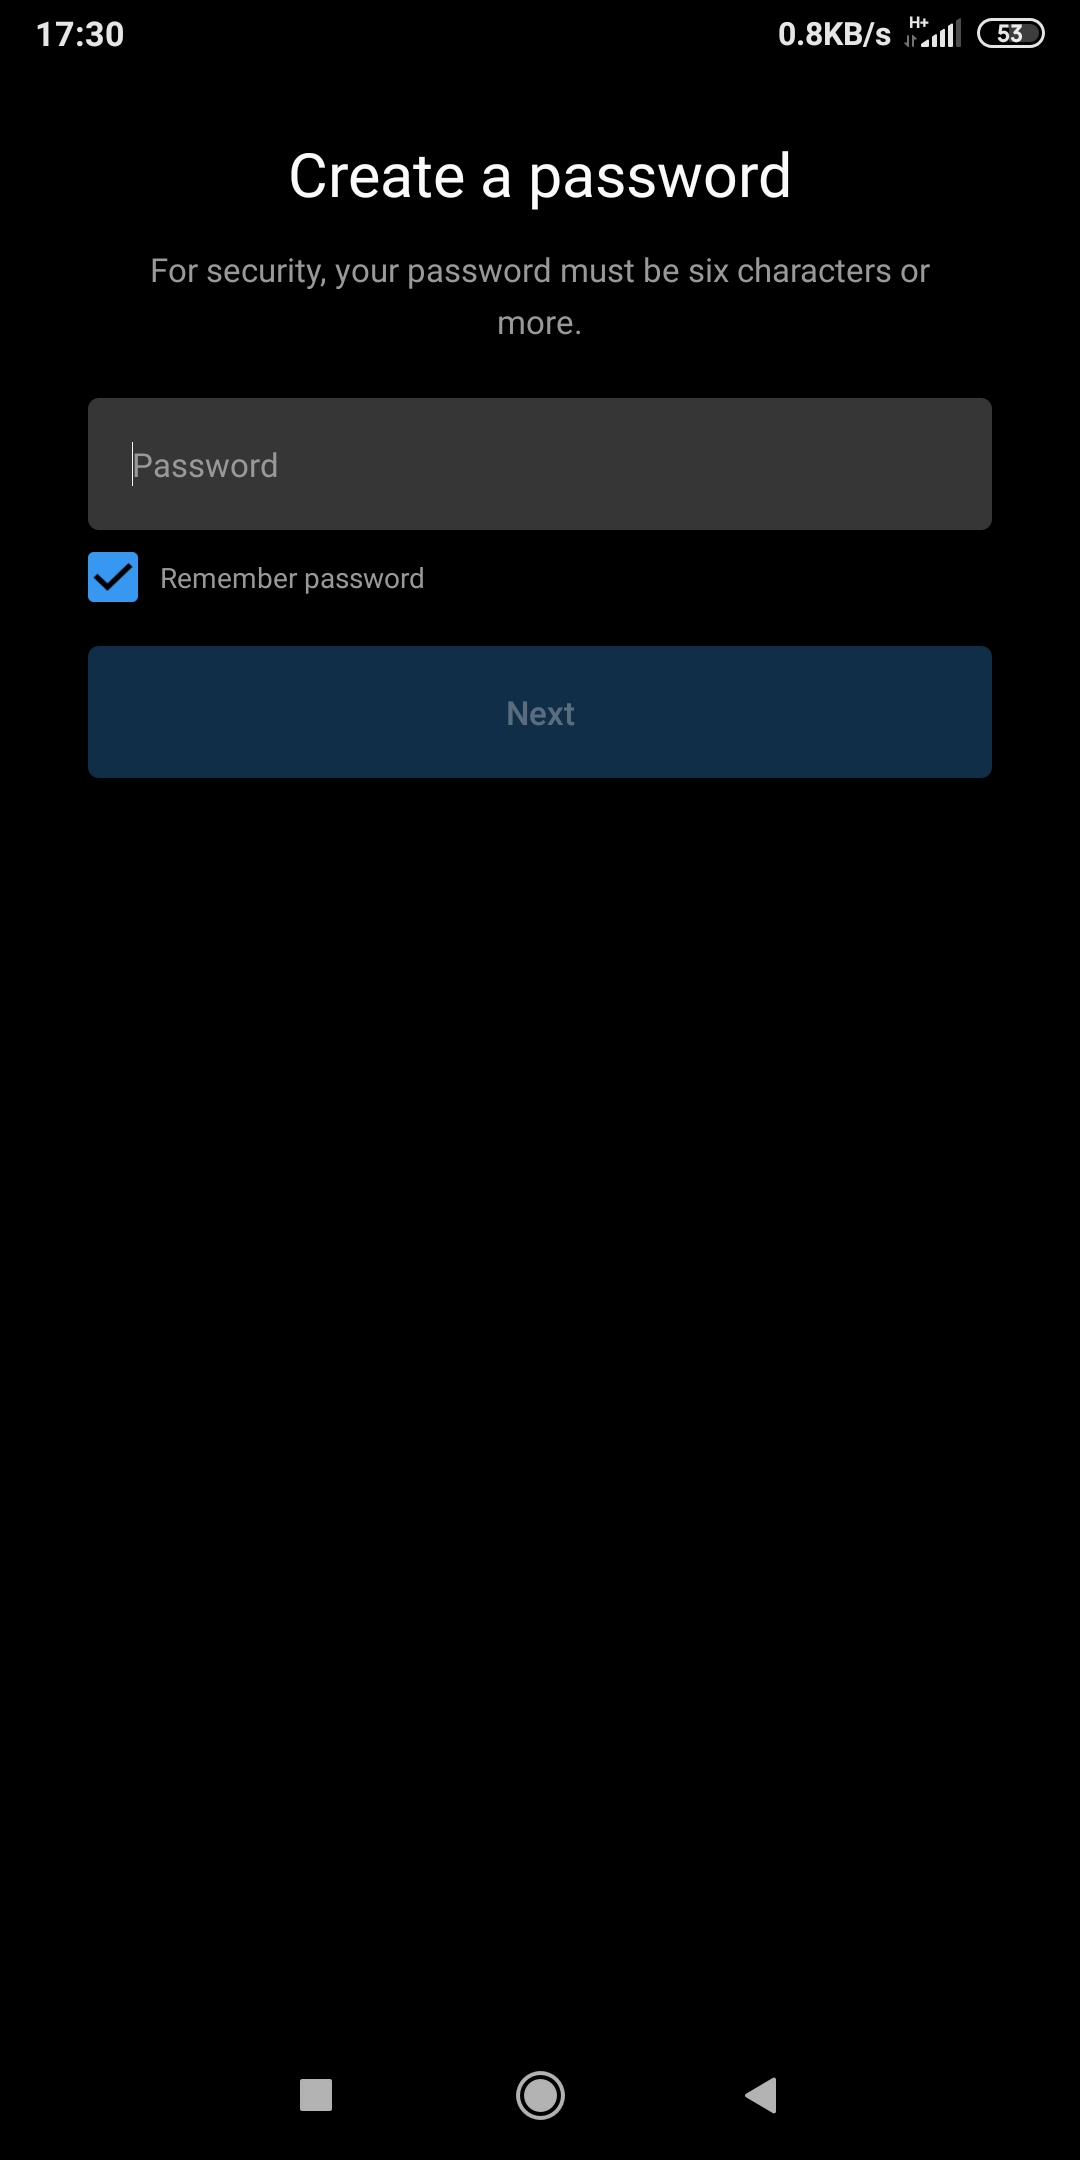 17:30 0.8KB/s H+ 53
Create a password
For security, your password must be six characters or
more.
Password
Remember password
Next